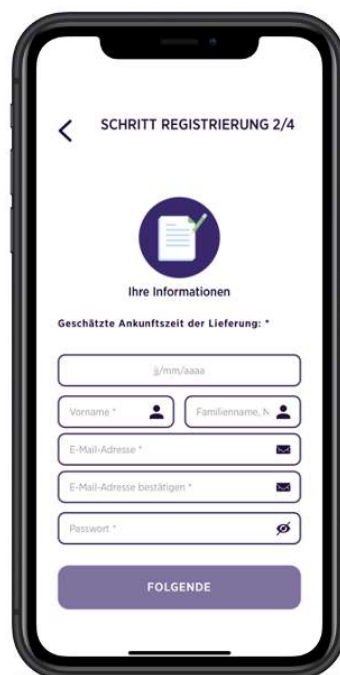 SCHRITT REGISTRIERUNG 2/4
Ihre Informationen
Geschätzte Ankunftszeit der Lieferung: *
jj/mm/aaaa
Vorname *
Familienname, N
E-Mail-Adresse *
E-Mail-Adresse bestätigen *
Passwort *
FOLGENDE